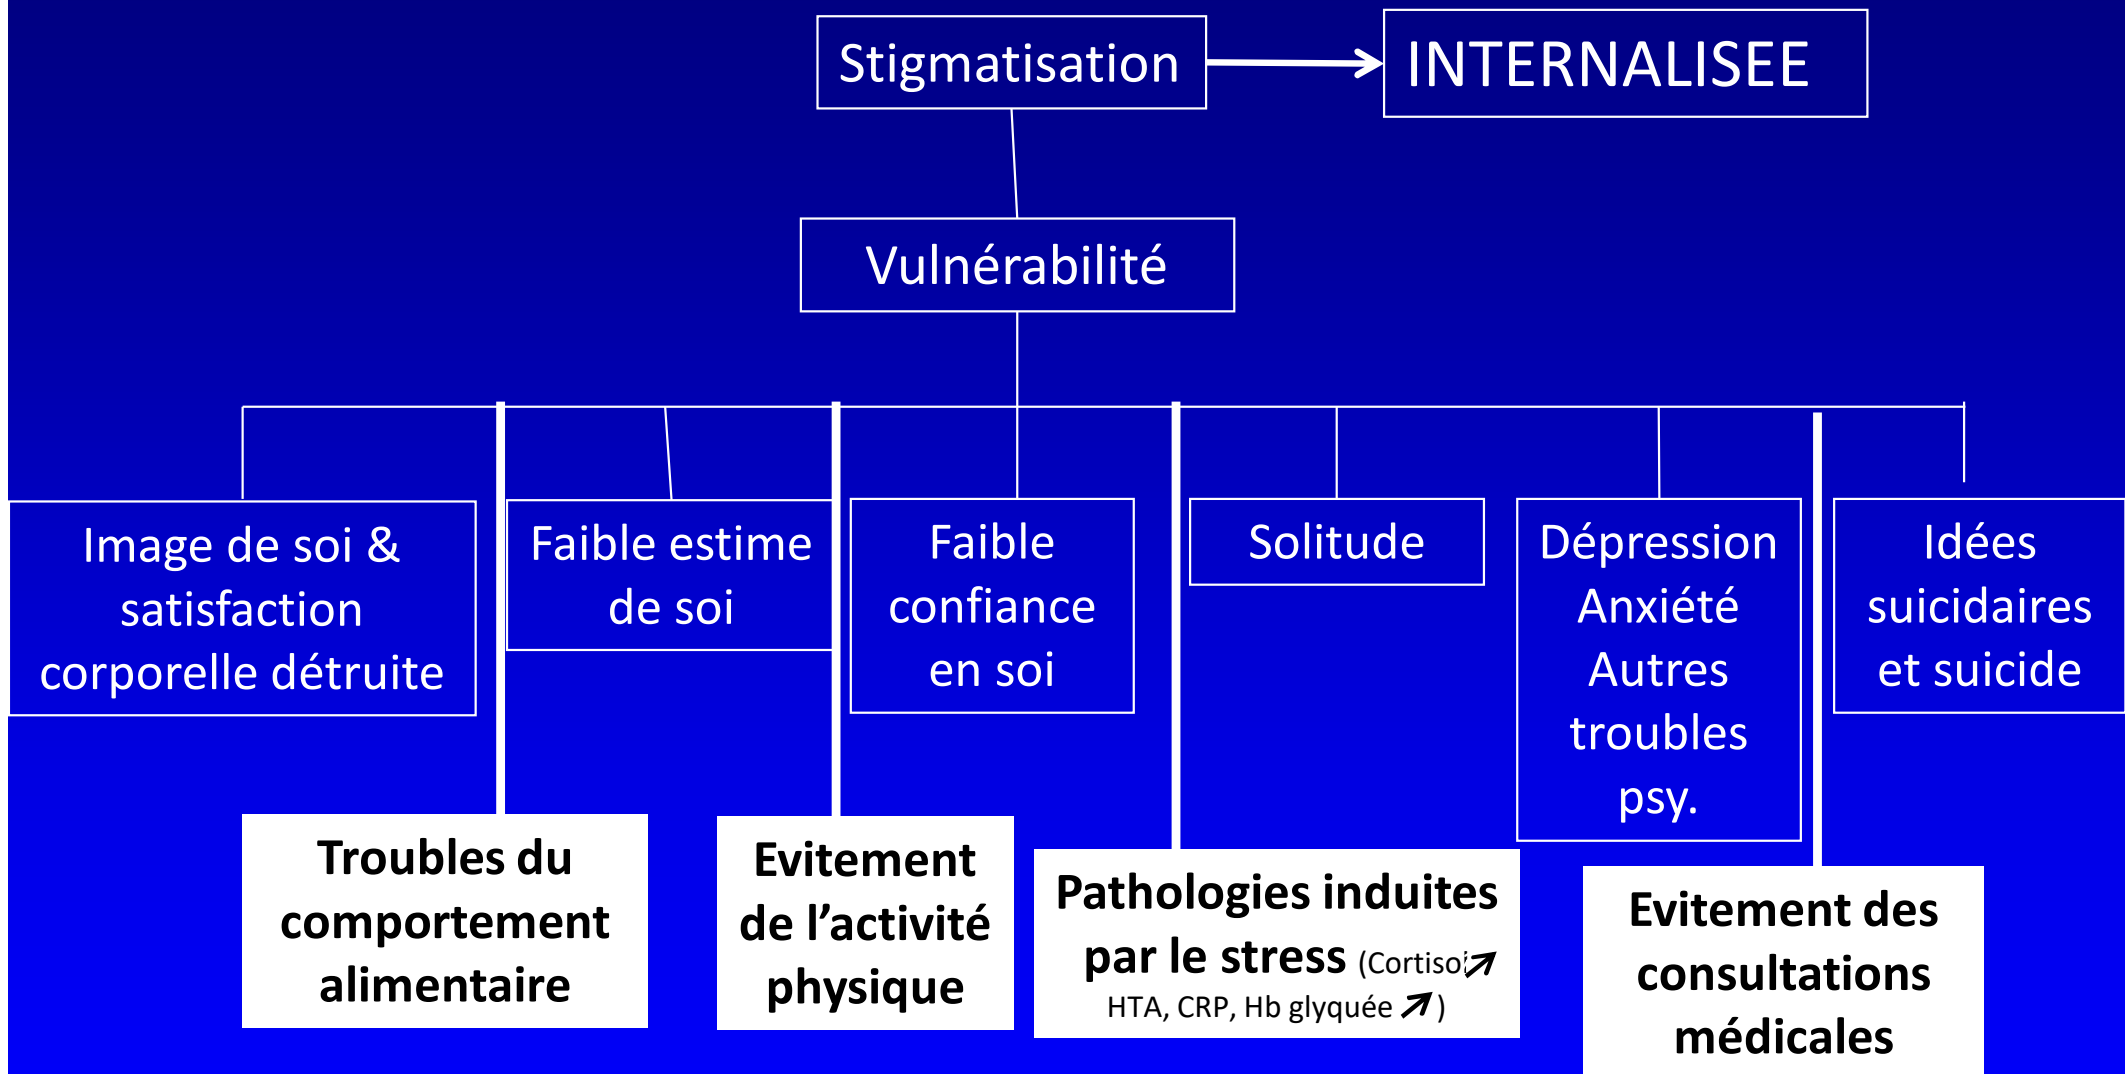 Stigmatisation
INTERNALISEE
Vulnérabilité
Image de soi &
satisfaction
corporelle détruite
Faible estime
de soi
Faible
confiance
en soi
Solitude
Dépression
Anxiété
Autres
troubles
psy.
Idées
suicidaires
et suicide
Troubles du
comportement
alimentaire
Evitement
de l’activité
physique
Pathologies induites
par le stress (Cortisol
HTA, CRP, Hb glyquée )
Evitement des
consultations
médicales